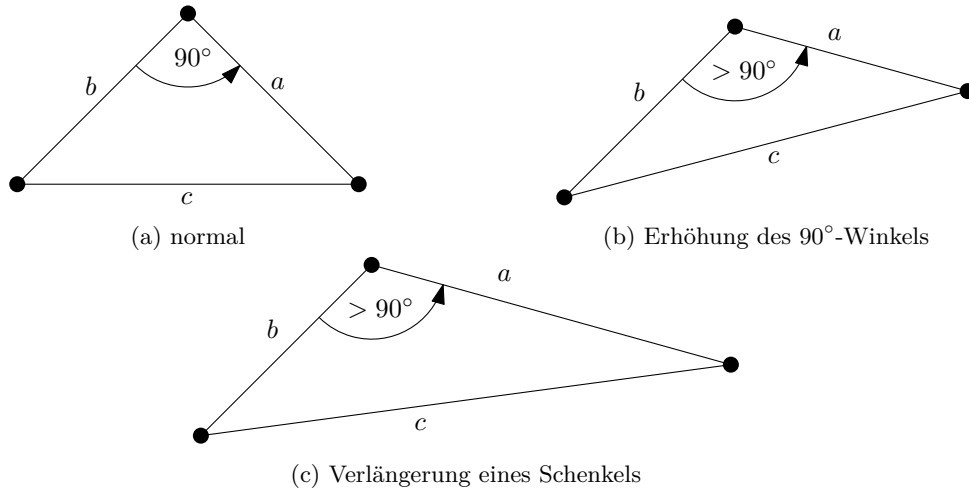 90°
b
a
c
(a) normal
> 90°
b
a
c
(b) Erhöhung des 90°-Winkels
> 90°
b
a
c
(c) Verlängerung eines Schenkels